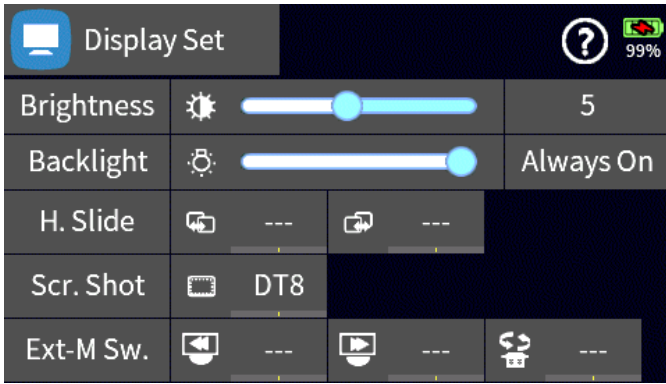 Display Set
? 99%
Brightness 5
Backlight Always On
H. Slide --- ---
Scr. Shot DT8
Ext-M Sw. --- --- ---